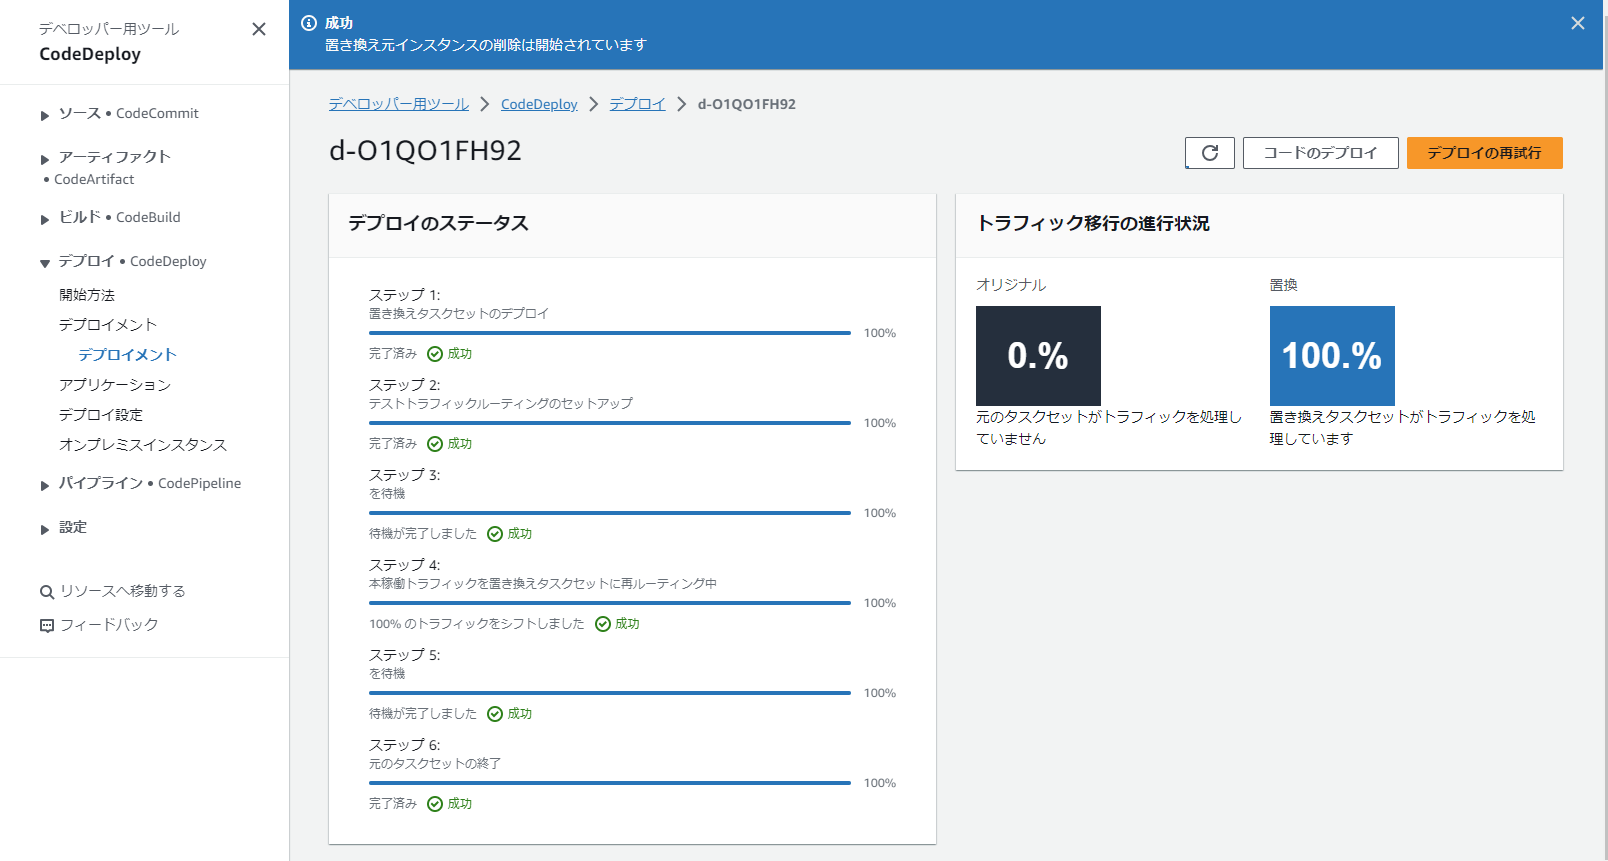 デベロッパー用ツール
CodeDeploy
ソース • CodeCommit
アーティファクト
• CodeArtifact
ビルド • CodeBuild
デプロイ • CodeDeploy
開始方法
デプロイメント
デプロイメント
アプリケーション
デプロイ設定
オンプレミスインスタンス
パイプライン • CodePipeline
設定
リソースへ移動する
フィードバック
成功
置き換え元インスタンスの削除は開始されています
デベロッパー用ツール > CodeDeploy > デプロイ > d-O1QO1FH92
d-O1QO1FH92
コードのデプロイ
デプロイの再試行
デプロイのステータス
ステップ 1:
置き換えタスクセットのデプロイ
100%
完了済み 成功
ステップ 2:
テストトラフィックルーティングのセットアップ
100%
完了済み 成功
ステップ 3:
を待機
100%
待機が完了しました 成功
ステップ 4:
本稼働トラフィックを置き換えタスクセットに再ルーティング中
100%
100% のトラフィックをシフトしました 成功
ステップ 5:
を待機
100%
待機が完了しました 成功
ステップ 6:
元のタスクセットの終了
100%
完了済み 成功
トラフィック移行の進行状況
オリジナル
0.%
元のタスクセットがトラフィックを処理し
ていません
置換
100.%
置き換えタスクセットがトラフィックを処
理しています